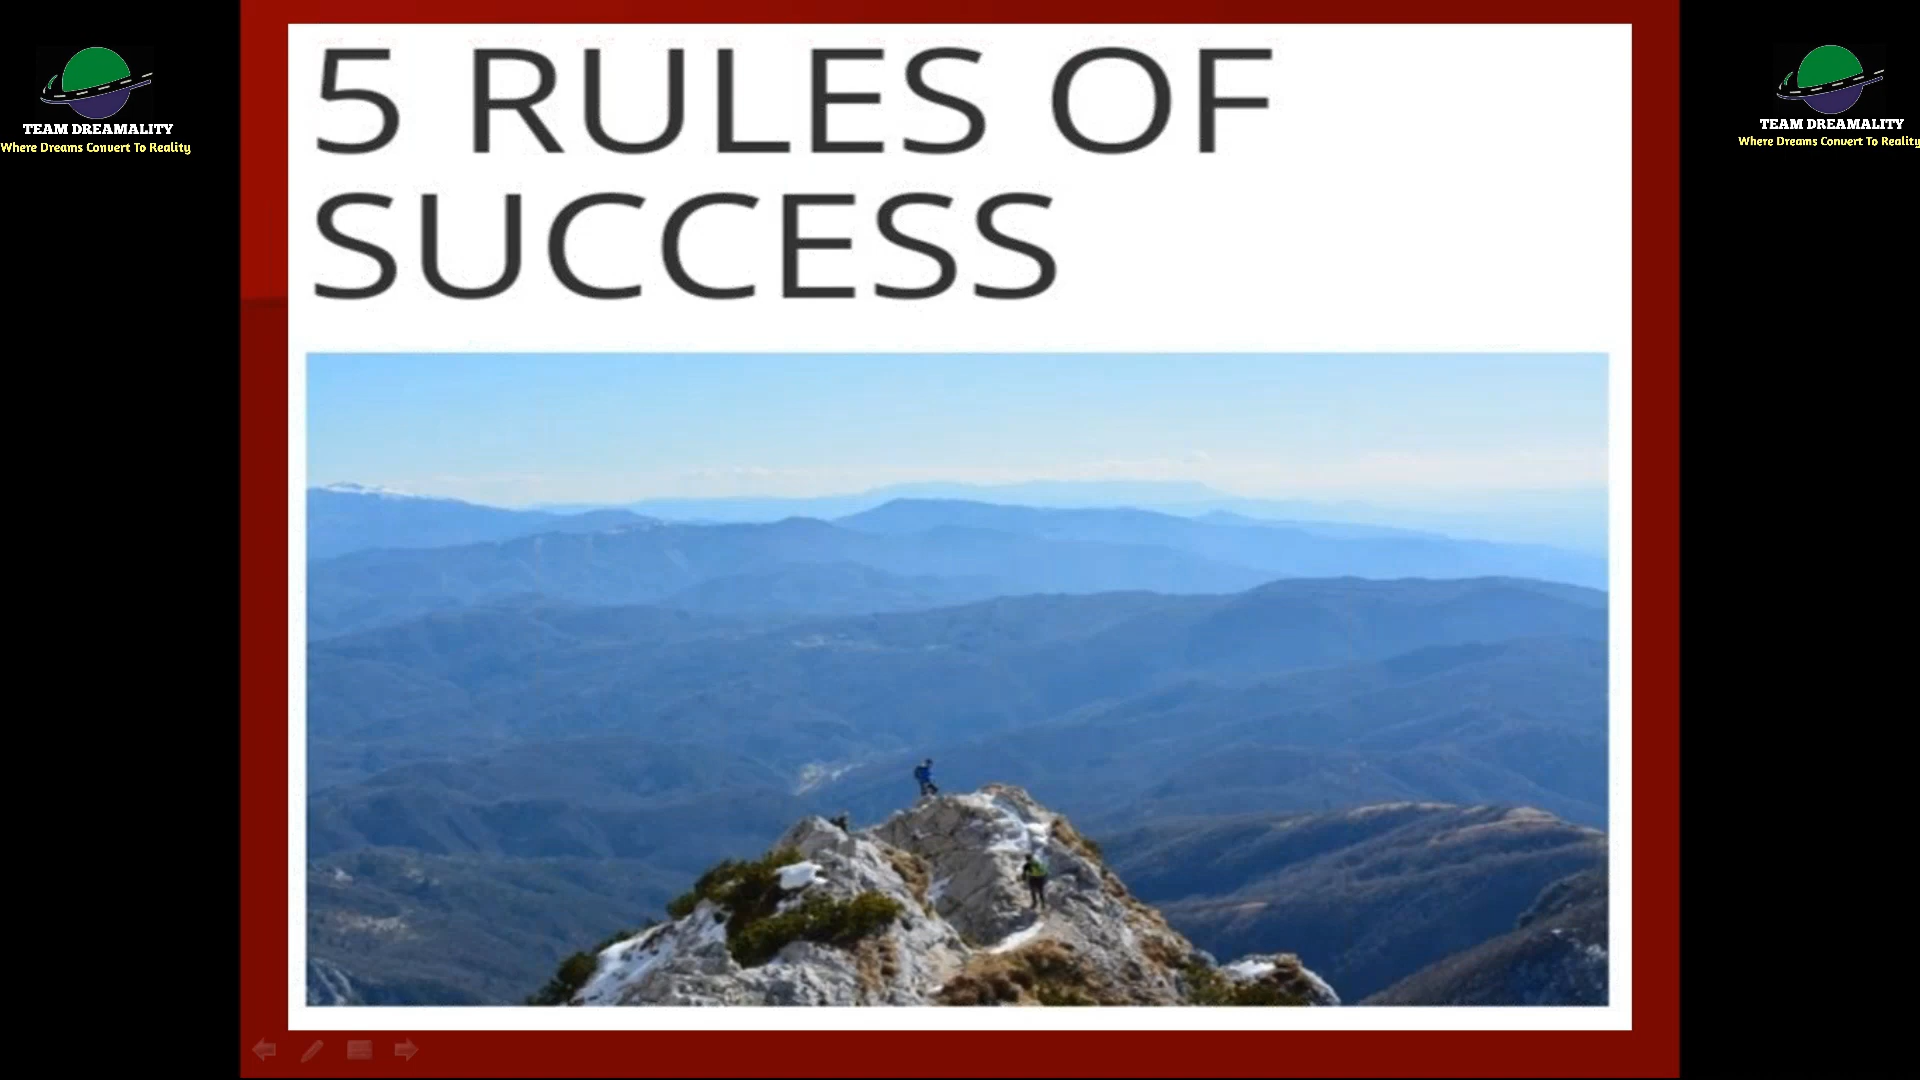 5 RULES OF
SUCCESS
TEAM DREAMALITY
Where Dreams Convert To Reality
TEAM DREAMALITY
Where Dreams Convert To Reality